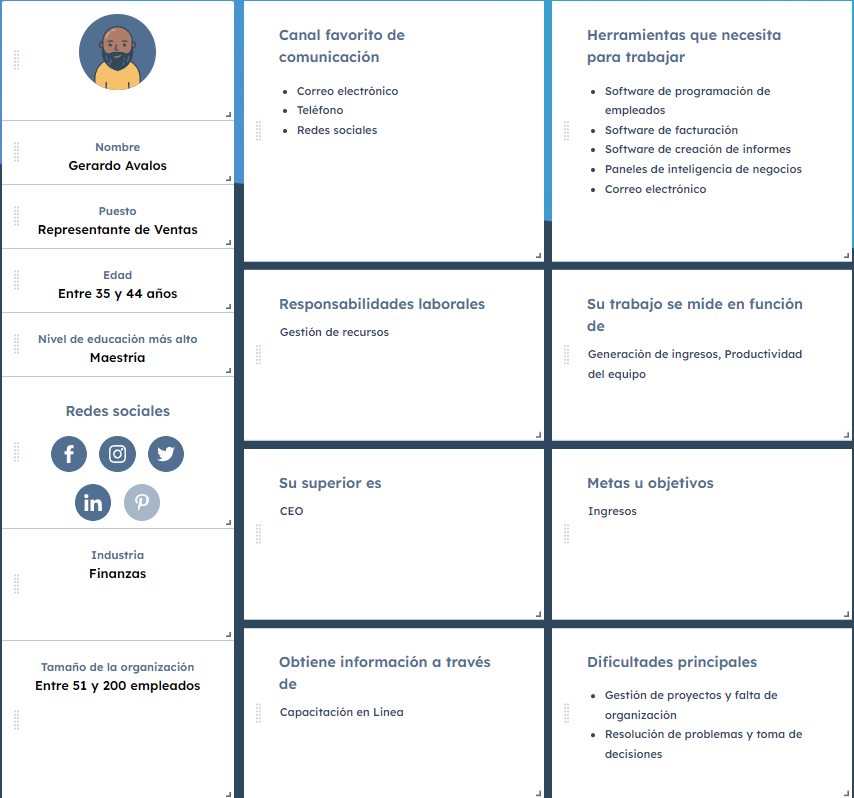 Nombre
Gerardo Avalos
Puesto
Representante de Ventas
Edad
Entre 35 y 44 años
Nivel de educación más alto
Maestría
Redes sociales
Industria
Finanzas
Tamaño de la organización
Entre 51 y 200 empleados
Canal favorito de
comunicación
Correo electrónico
Teléfono
Redes sociales
Herramientas que necesita
para trabajar
Software de programación de
empleados
Software de facturación
Software de creación de informes
Paneles de inteligencia de negocios
Correo electrónico
Responsabilidades laborales
Gestión de recursos
Su trabajo se mide en función
de
Generación de ingresos, Productividad
del equipo
Su superior es
CEO
Metas u objetivos
Ingresos
Obtiene información a través
de
Capacitación en Linea
Dificultades principales
Gestión de proyectos y falta de
organización
Resolución de problemas y toma de
decisiones